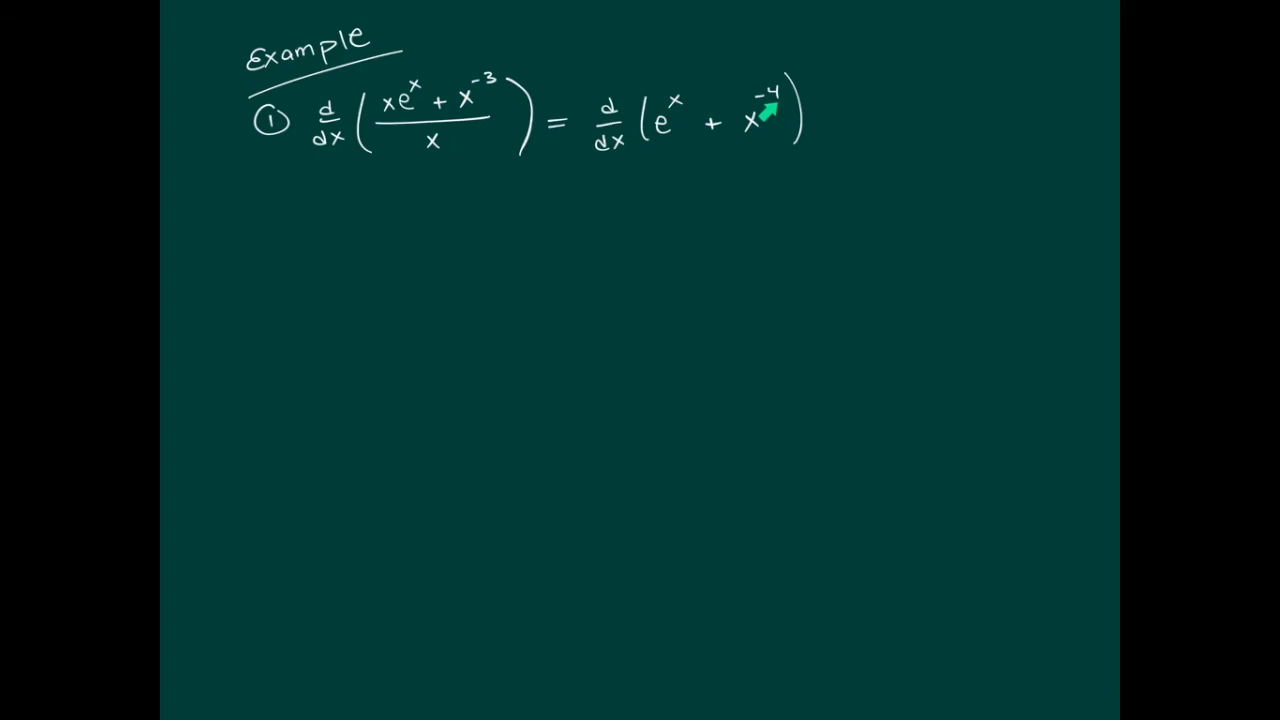 Example
① d/dx ( (xe^x + x^-3) / x ) = d/dx ( e^x + x^-4 )